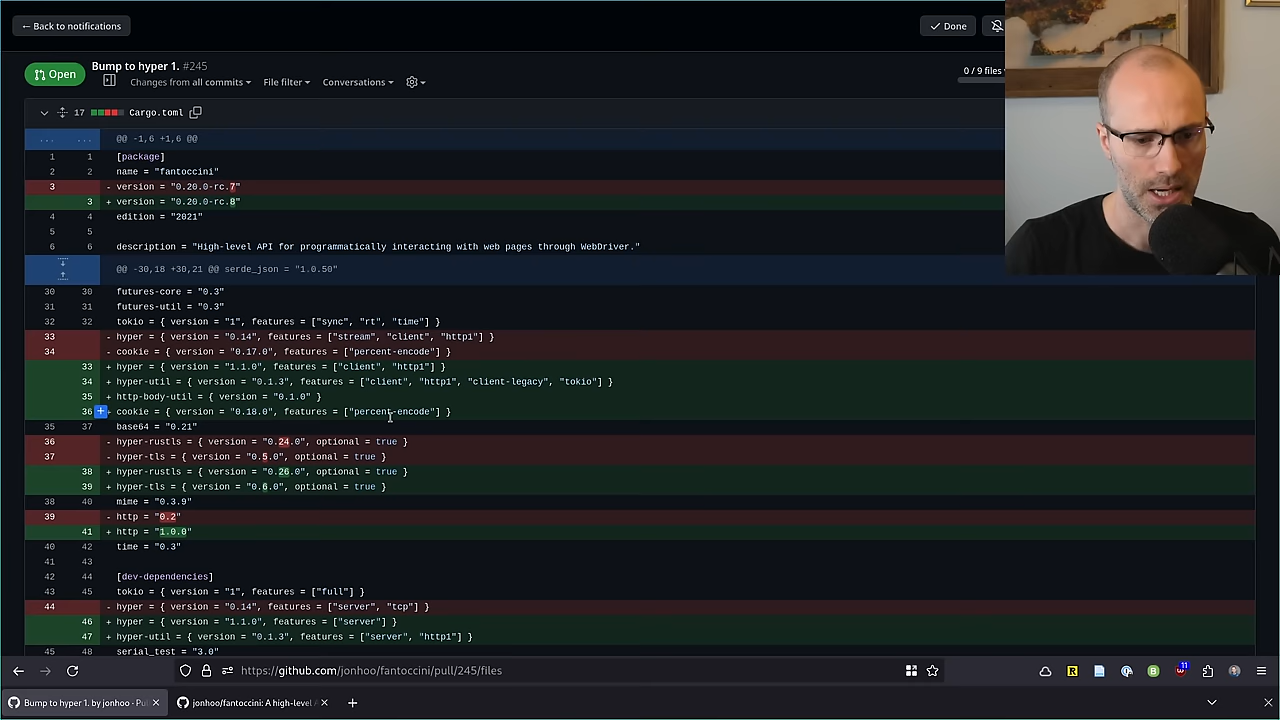 ← Back to notifications
Done
Open
Bump to hyper 1. #245
Changes from all commits
File filter
Conversations
0 / 9 files
17 Cargo.toml
... ... @@ -1,6 +1,6 @@
1 1 [package]
2 2 name = "fantoccini"
3 - version = "0.20.0-rc.7"
3 + version = "0.20.0-rc.8"
4 4 edition = "2021"
5 5
6 6 description = "High-level API for programmatically interacting with web pages through WebDriver."
@@ -30,18 +30,21 @@ serde_json = "1.0.50"
30 30 futures-core = "0.3"
31 31 futures-util = "0.3"
32 32 tokio = { version = "1", features = ["sync", "rt", "time"] }
33 - hyper = { version = "0.14", features = ["stream", "client", "http1"] }
34 - cookie = { version = "0.17.0", features = ["percent-encode"] }
33 + hyper = { version = "1.1.0", features = ["client", "http1"] }
34 + hyper-util = { version = "0.1.3", features = ["client", "http1", "client-legacy", "tokio"] }
35 + http-body-util = { version = "0.1.0" }
36 + cookie = { version = "0.18.0", features = ["percent-encode"] }
35 37 base64 = "0.21"
36 - hyper-rustls = { version = "0.24.0", optional = true }
37 - hyper-tls = { version = "0.5.0", optional = true }
38 + hyper-rustls = { version = "0.26.0", optional = true }
39 + hyper-tls = { version = "0.6.0", optional = true }
38 40 mime = "0.3.9"
39 - http = "0.2"
41 + http = "1.0.0"
40 42 time = "0.3"
41 43
42 44 [dev-dependencies]
43 45 tokio = { version = "1", features = ["full"] }
44 - hyper = { version = "0.14", features = ["server", "tcp"] }
46 + hyper = { version = "1.1.0", features = ["server"] }
47 + hyper-util = { version = "0.1.3", features = ["server", "http1"] }
45 48 serial_test = "3.0"
https://github.com/jonhoo/fantoccini/pull/245/files
11
Bump to hyper 1. by jonhoo · Pu
jonhoo/fantoccini: A high-level